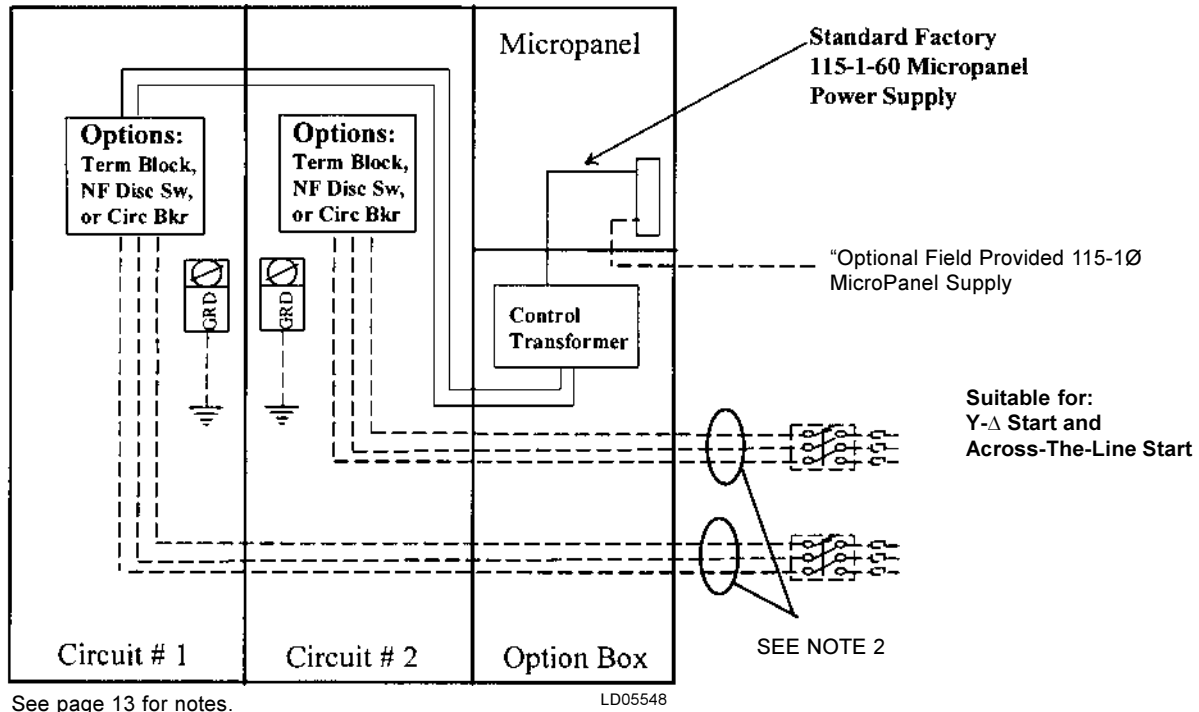 Micropanel
Standard Factory
115-1-60 Micropanel
Power Supply
Options:
Term Block,
NF Disc Sw,
or Circ Bkr
Options:
Term Block,
NF Disc Sw,
or Circ Bkr
GRD
GRD
"Optional Field Provided 115-1Ø
MicroPanel Supply
Control
Transformer
Suitable for:
Y-∆ Start and
Across-The-Line Start
SEE NOTE 2
Circuit # 1
Circuit # 2
Option Box
See page 13 for notes.
LD05548